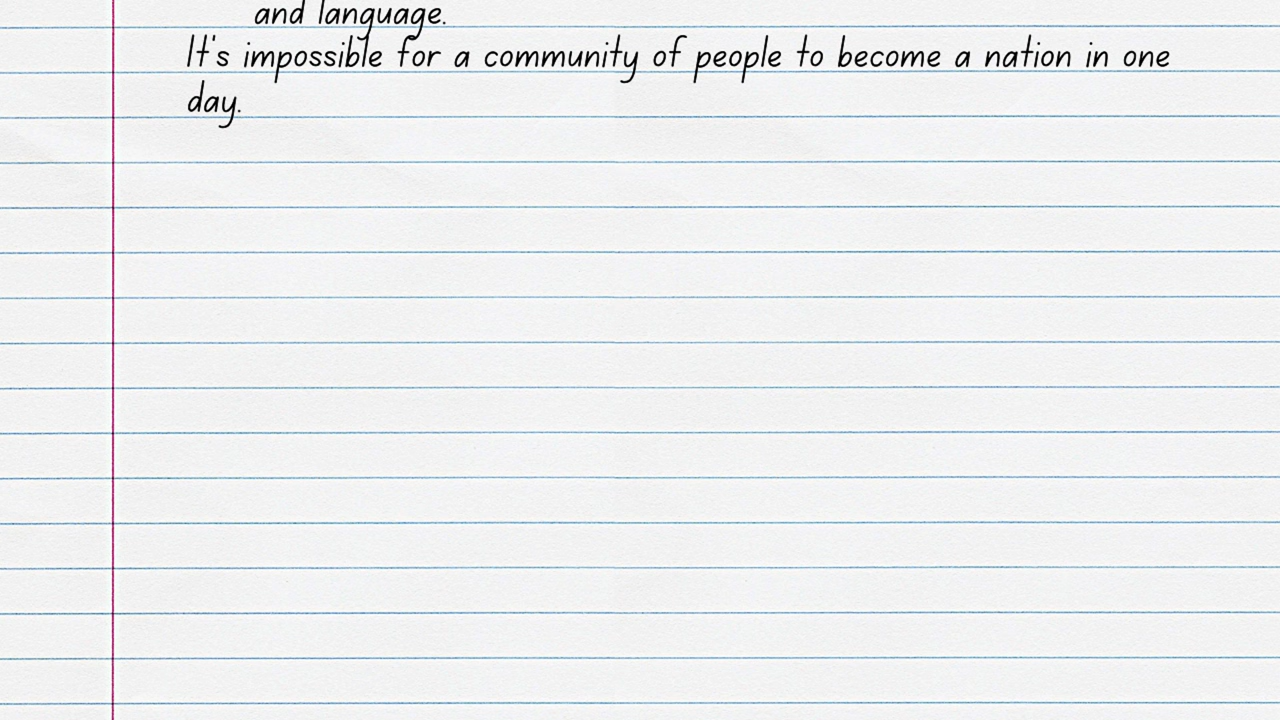 and language.
It's impossible for a community of people to become a nation in one
day.